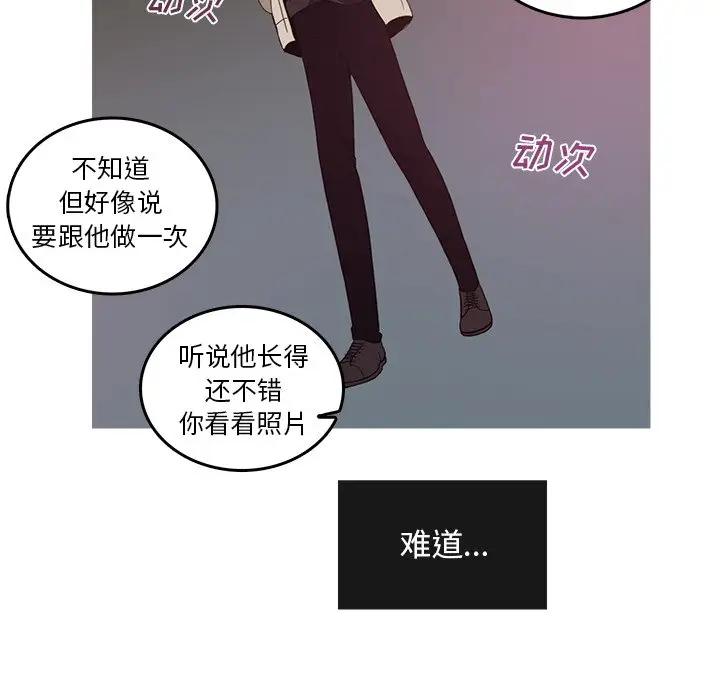 动次
动次
不知道
但好像说
要跟他做一次
听说他长得
还不错
你看看照片
难道...